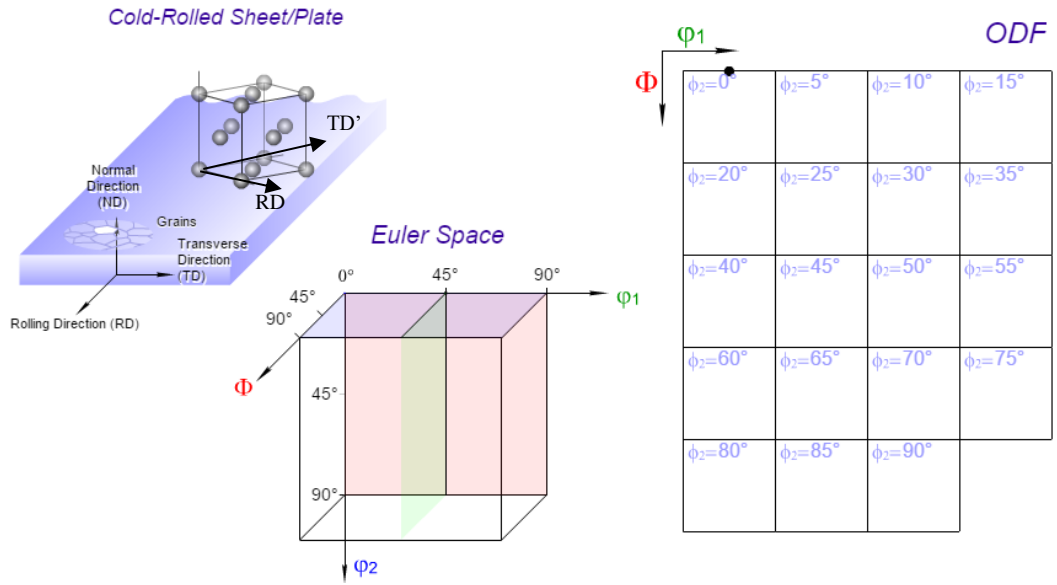 Cold-Rolled Sheet/Plate
TD’
RD
Normal
Direction
(ND)
Grains
Transverse
Direction
(TD)
Rolling Direction (RD)
Euler Space
0°
45°
90°
φ1
45°
90°
Φ
45°
90°
φ2
ODF
φ1
Φ
ϕ2=0°
ϕ2=5°
ϕ2=10°
ϕ2=15°
ϕ2=20°
ϕ2=25°
ϕ2=30°
ϕ2=35°
ϕ2=40°
ϕ2=45°
ϕ2=50°
ϕ2=55°
ϕ2=60°
ϕ2=65°
ϕ2=70°
ϕ2=75°
ϕ2=80°
ϕ2=85°
ϕ2=90°